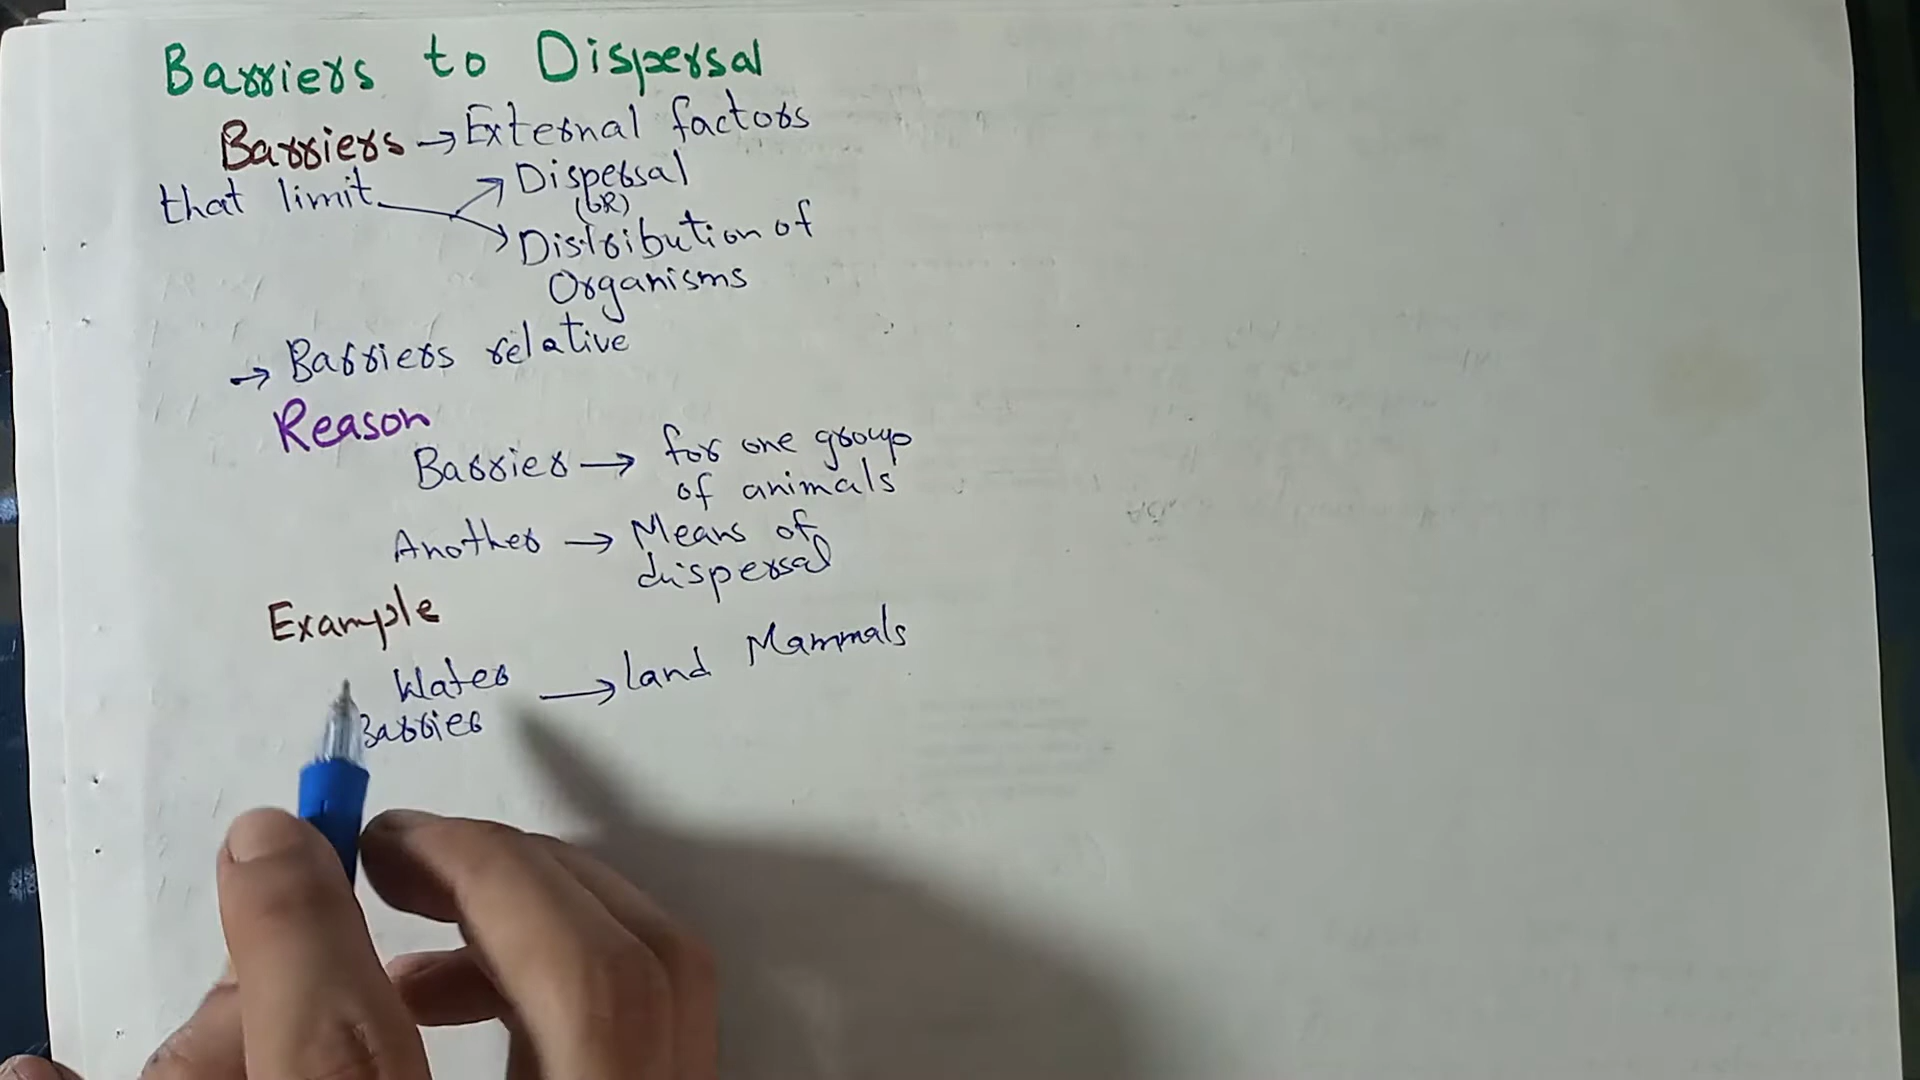 Barriers to Dispersal
Barriers → External factors
that limit → Dispersal
(OR)
→ Distribution of
Organisms
→ Barriers relative
Reason
Barrier → for one group
of animals
Another → Means of
dispersal
Example
Water → land Mammals
Barrier